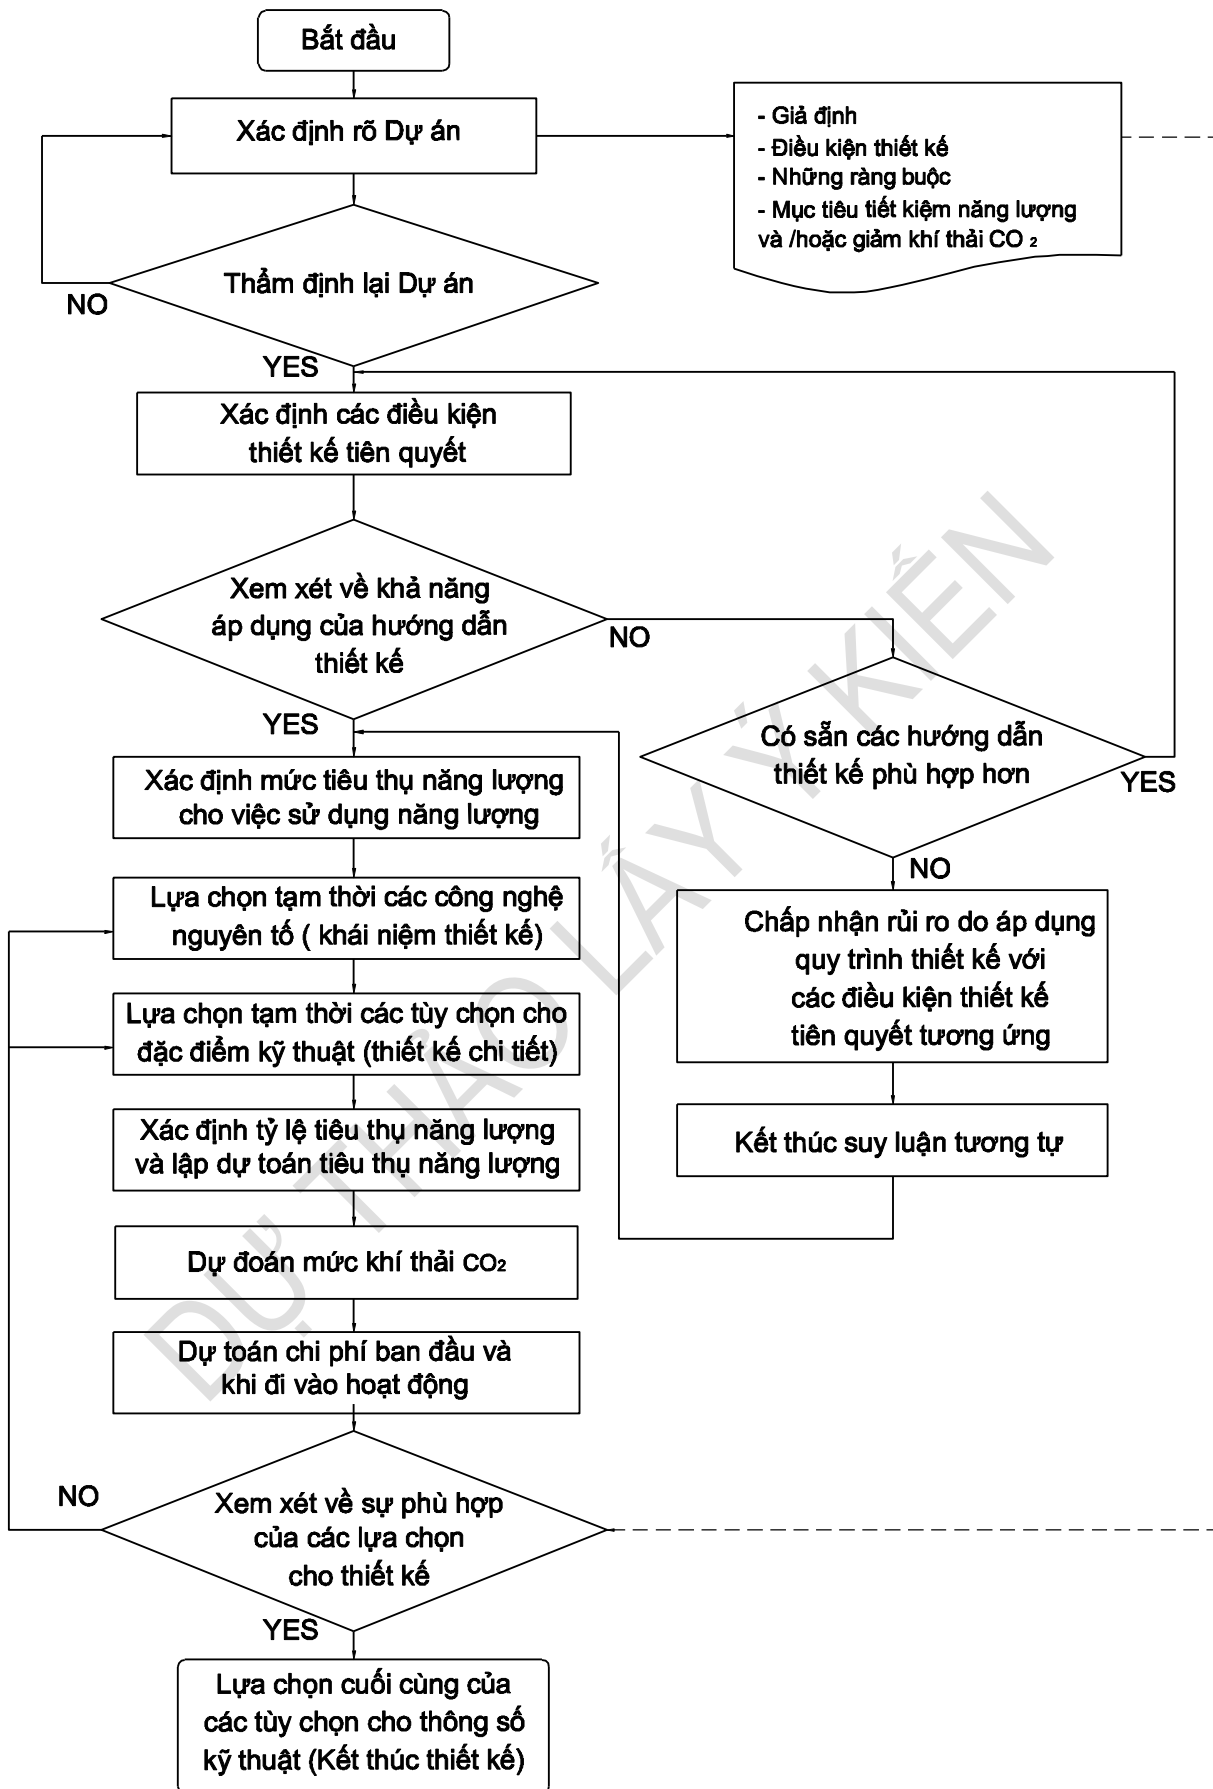 Bắt đầu
Xác định rõ Dự án
- Giả định
- Điều kiện thiết kế
- Những ràng buộc
- Mục tiêu tiết kiệm năng lượng
và /hoặc giảm khí thải CO 2
Thẩm định lại Dự án
NO
YES
Xác định các điều kiện
thiết kế tiên quyết
Xem xét về khả năng
áp dụng của hướng dẫn
thiết kế
NO
YES
Có sẵn các hướng dẫn
thiết kế phù hợp hơn
YES
NO
Xác định mức tiêu thụ năng lượng
cho việc sử dụng năng lượng
Lựa chọn tạm thời các công nghệ
nguyên tố ( khái niệm thiết kế)
Chấp nhận rủi ro do áp dụng
quy trình thiết kế với
các điều kiện thiết kế
tiên quyết tương ứng
Lựa chọn tạm thời các tùy chọn cho
đặc điểm kỹ thuật (thiết kế chi tiết)
Xác định tỷ lệ tiêu thụ năng lượng
và lập dự toán tiêu thụ năng lượng
Kết thúc suy luận tương tự
Dự đoán mức khí thải CO2
Dự toán chi phí ban đầu và
khi đi vào hoạt động
NO
Xem xét về sự phù hợp
của các lựa chọn
cho thiết kế
YES
Lựa chọn cuối cùng của
các tùy chọn cho thông số
kỹ thuật (Kết thúc thiết kế)
DỰ THẢO LẤY Ý KIẾN